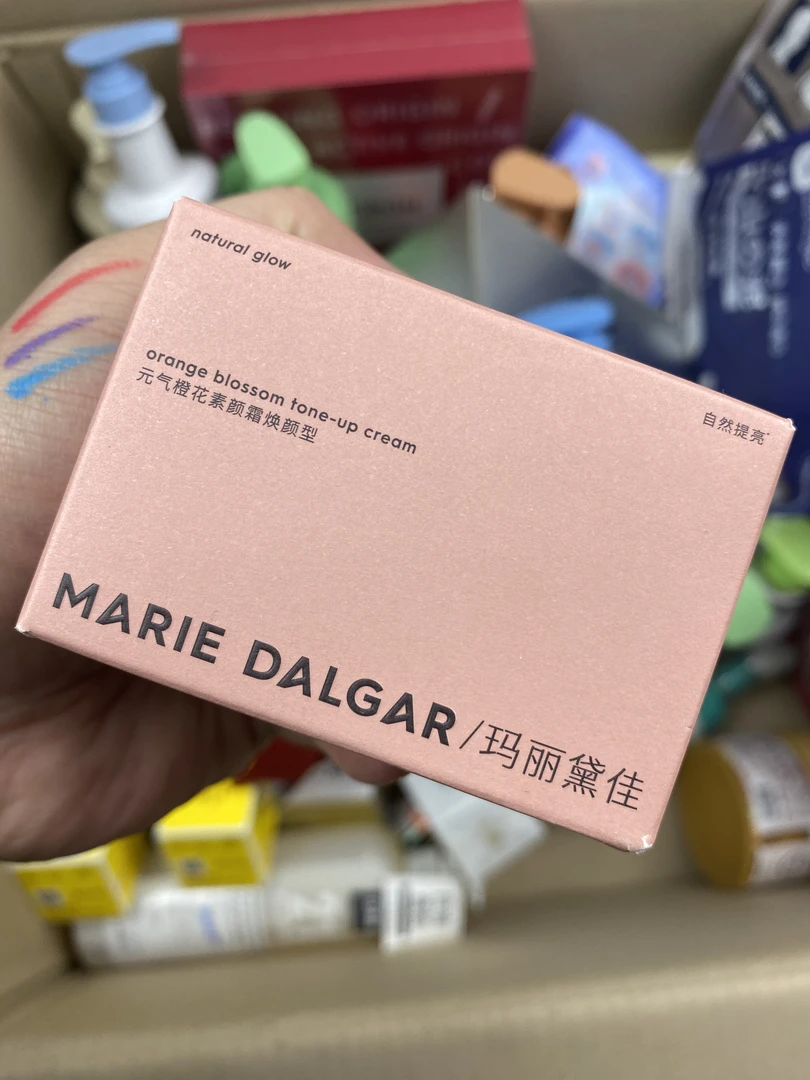 natural glow
orange blossom tone-up cream
元气橙花素颜霜焕颜型
自然提亮*
MARIE DALGAR/玛丽黛佳